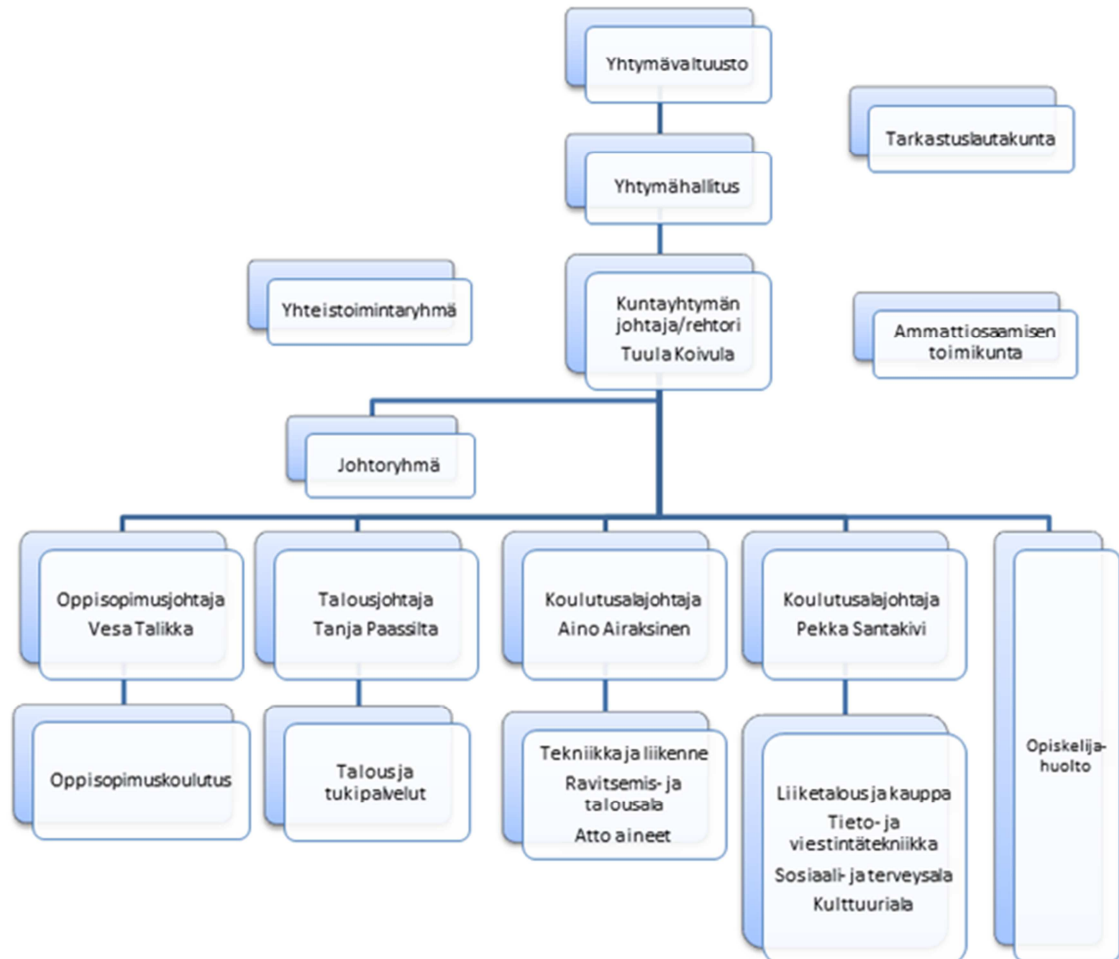 Yhtymävaltuusto
Tarkastuslautakunta
Yhtymähallitus
Yhteistoimintaryhmä
Kuntayhtymän
johtaja/rehtori
Tuula Koivula
Ammattiosaamisen
toimikunta
Johtoryhmä
Oppisopimusjohtaja
Vesa Talikka
Talousjohtaja
Tanja Paassilta
Koulutusalajohtaja
Aino Airaksinen
Koulutusalajohtaja
Pekka Santakivi
Opiskelija-
huolto
Oppisopimuskoulutus
Talous ja
tukipalvelut
Tekniikka ja liikenne
Ravitsemis- ja
talousala
Atto aineet
Liiketalous ja kauppa
Tieto- ja
viestintätekniikka
Sosiaali- ja terveysala
Kulttuuriala